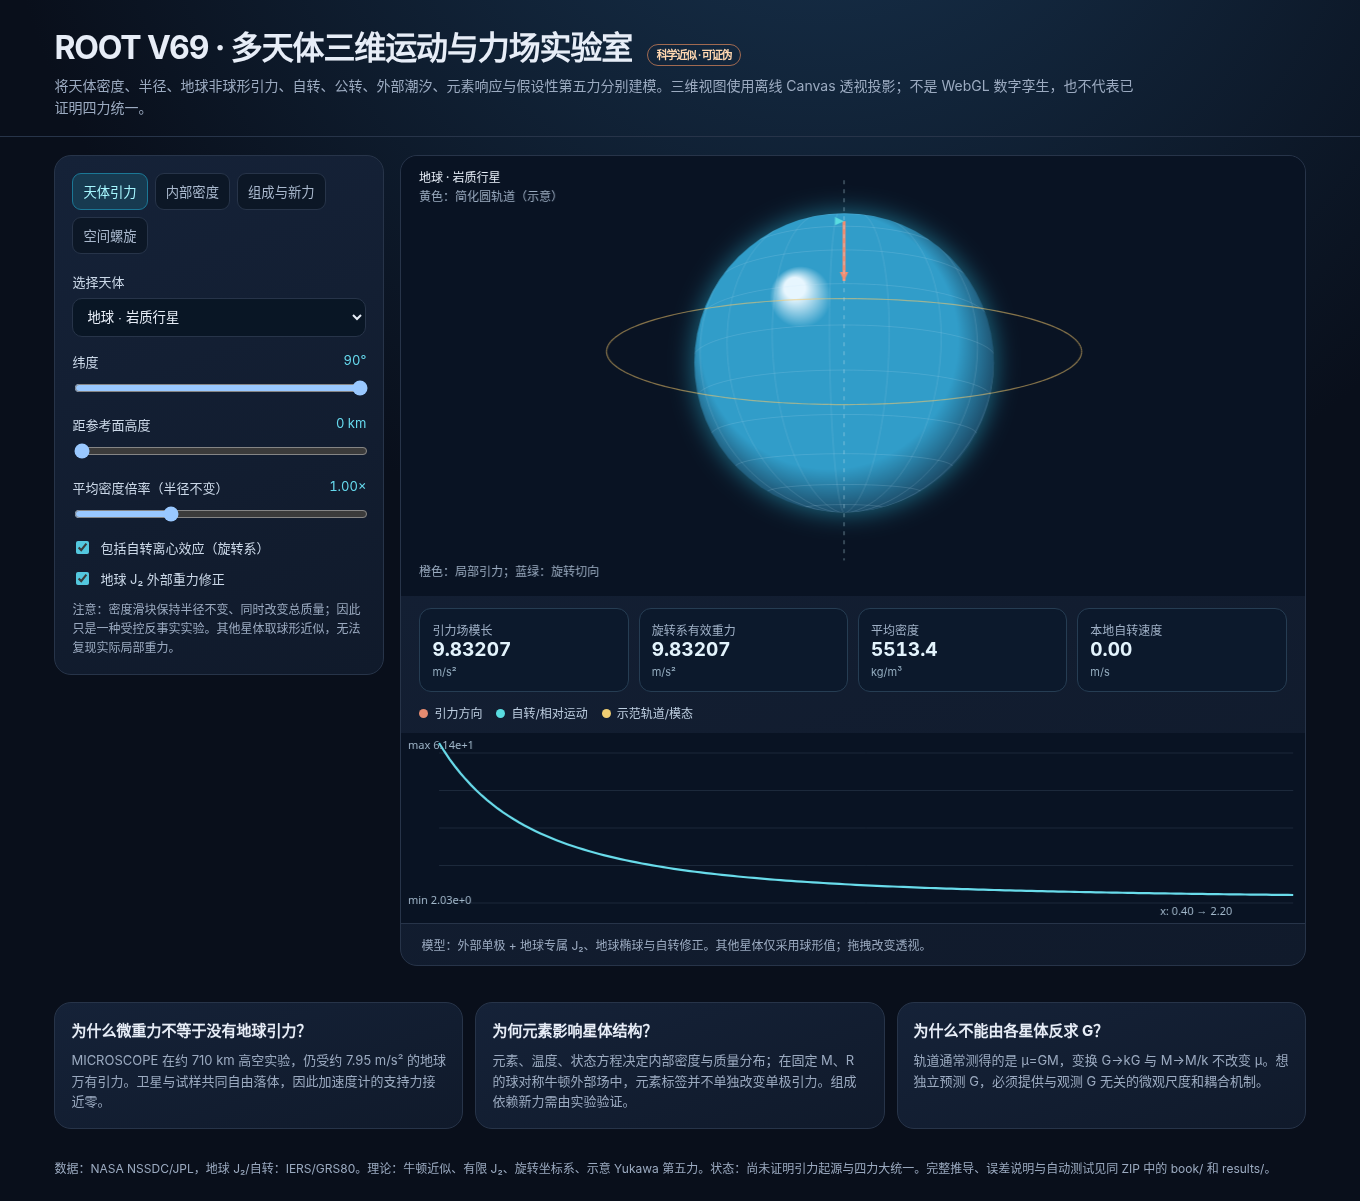 ROOT V69 · 多天体三维运动与力场实验室
科学近似 · 可证伪
将天体密度、半径、地球非球形引力、自转、公转、外部潮汐、元素响应与假设性第五力分别建模。三维视图使用离线 Canvas 透视投影；不是 WebGL 数字孪生，也不代表已
证明四力统一。
天体引力
内部密度
组成与新力
空间螺旋
选择天体
地球 · 岩质行星
纬度
90°
距参考面高度
0 km
平均密度倍率（半径不变）
1.00×
包括自转离心效应（旋转系）
地球 J₂ 外部重力修正
注意：密度滑块保持半径不变、同时改变总质量；因此
只是一种受控反事实实验。其他星体取球形近似，无法
复现实际局部重力。
地球 · 岩质行星
黄色：简化圆轨道（示意）
橙色：局部引力；蓝绿：旋转切向
引力场模长
9.83207
m/s²
旋转系有效重力
9.83207
m/s²
平均密度
5513.4
kg/m³
本地自转速度
0.00
m/s
引力方向
自转/相对运动
示范轨道/模态
max 6.14e+1
min 2.03e+0
x: 0.40 → 2.20
模型：外部单极 + 地球专属 J₂、地球椭球与自转修正。其他星体仅采用球形值；拖拽改变透视。
为什么微重力不等于没有地球引力？
MICROSCOPE 在约 710 km 高空实验，仍受约 7.95 m/s² 的地球
万有引力。卫星与试样共同自由落体，因此加速度计的支持力接
近零。
为何元素影响星体结构？
元素、温度、状态方程决定内部密度与质量分布；在固定 M、R
的球对称牛顿外部场中，元素标签并不单独改变单极引力。组成
依赖新力需由实验验证。
为什么不能由各星体反求 G？
轨道通常测得的是 μ=GM，变换 G→kG 与 M→M/k 不改变 μ。想
独立预测 G，必须提供与观测 G 无关的微观尺度和耦合机制。
数据：NASA NSSDC/JPL，地球 J₂/自转：IERS/GRS80。理论：牛顿近似、有限 J₂、旋转坐标系、示意 Yukawa 第五力。状态：尚未证明引力起源与四力大统一。完整推导、误差说明与自动测试见同 ZIP 中的 book/ 和 results/。